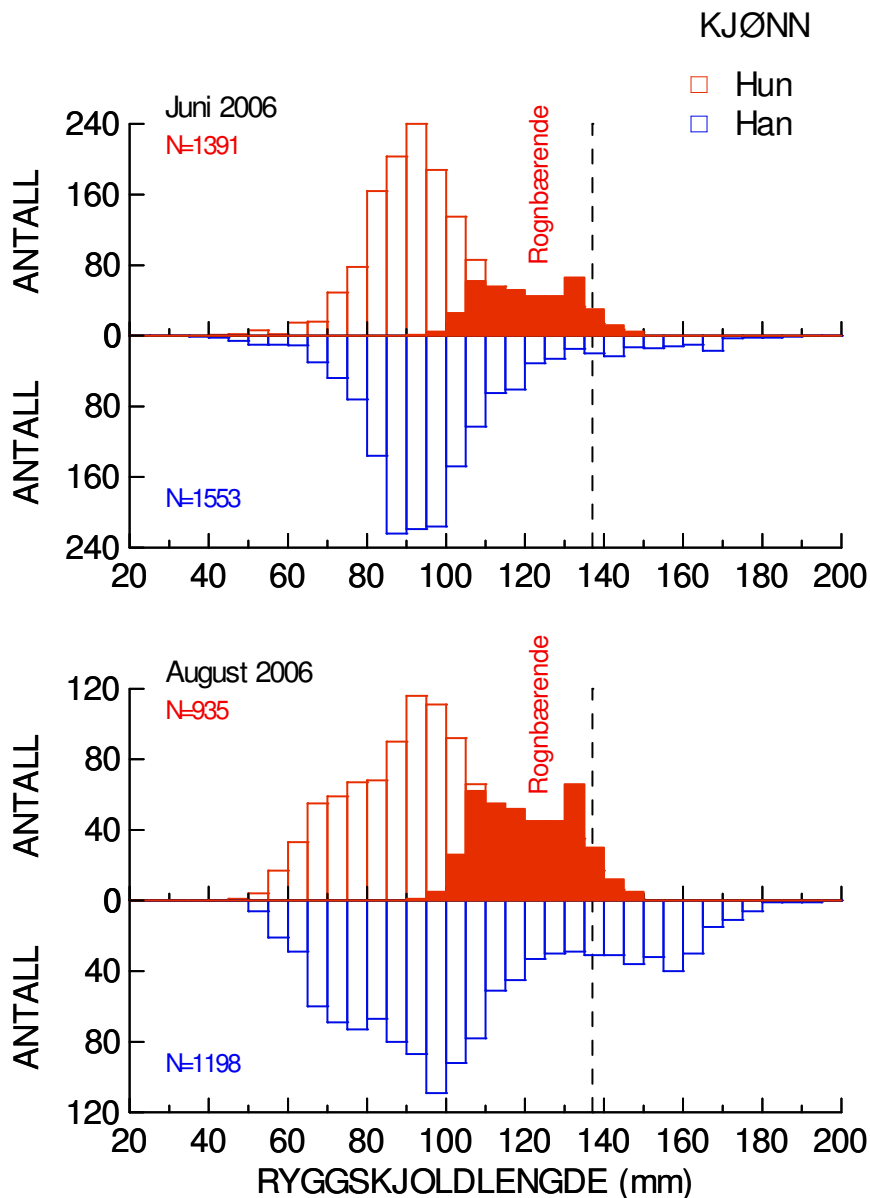 KJØNN
Hun
Han
Juni 2006
N=1391
Rognbærende
ANTALL
240
160
80
0
ANTALL
80
160
240
N=1553
20 40 60 80 100 120 140 160 180 200
August 2006
N=935
Rognbærende
ANTALL
120
80
40
0
ANTALL
40
80
120
N=1198
20 40 60 80 100 120 140 160 180 200
RYGGSKJOLDLENGDE (mm)